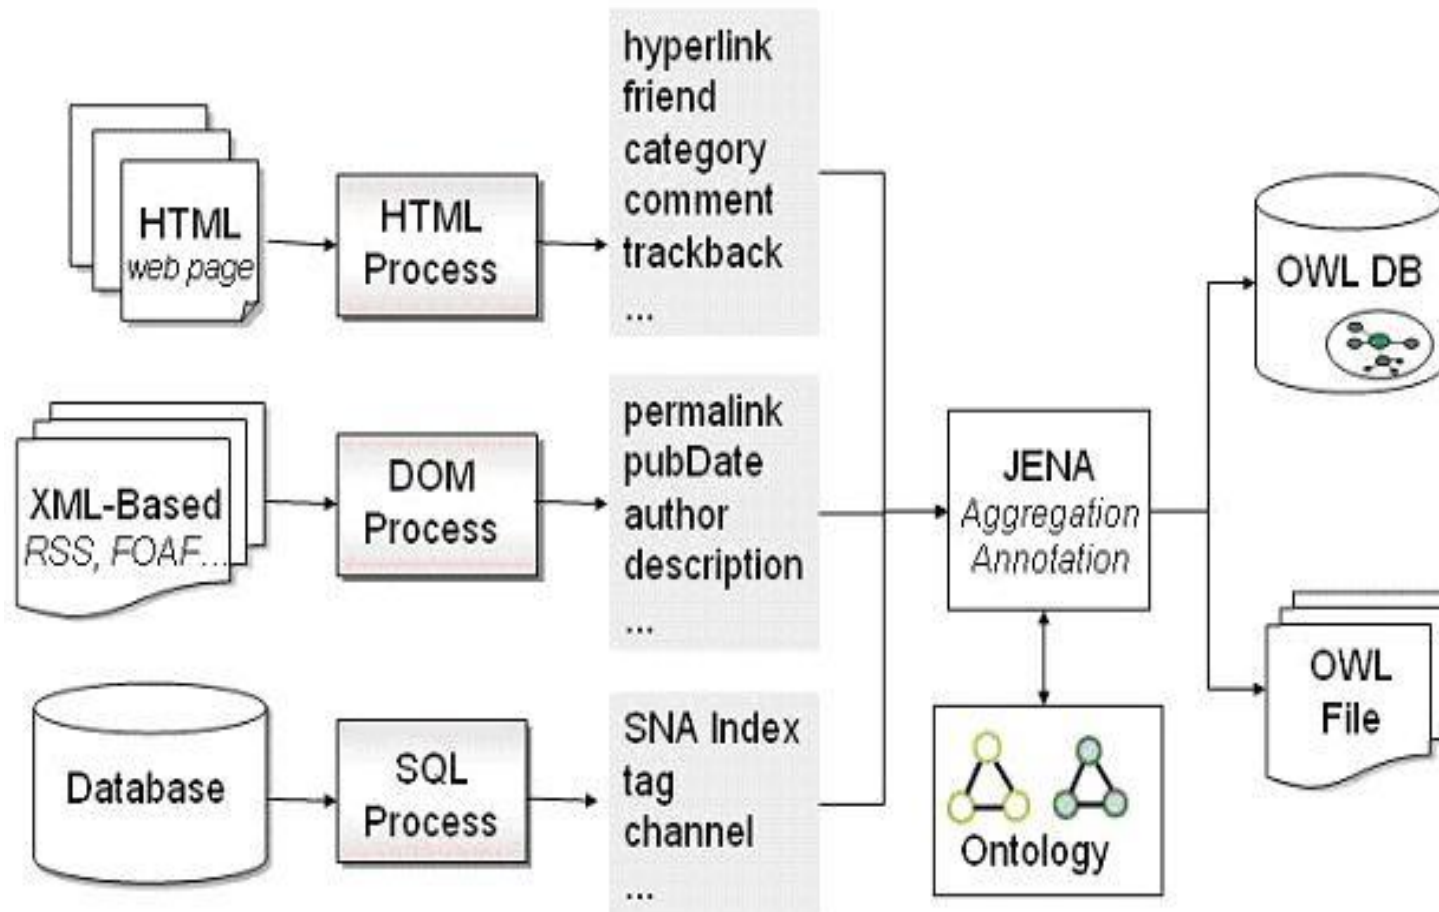 HTML
web page
HTML
Process
hyperlink
friend
category
comment
trackback
...
XML-Based
RSS, FOAF...
DOM
Process
permalink
pubDate
author
description
...
Database
SQL
Process
SNA Index
tag
channel
...
JENA
Aggregation
Annotation
Ontology
OWL DB
OWL
File